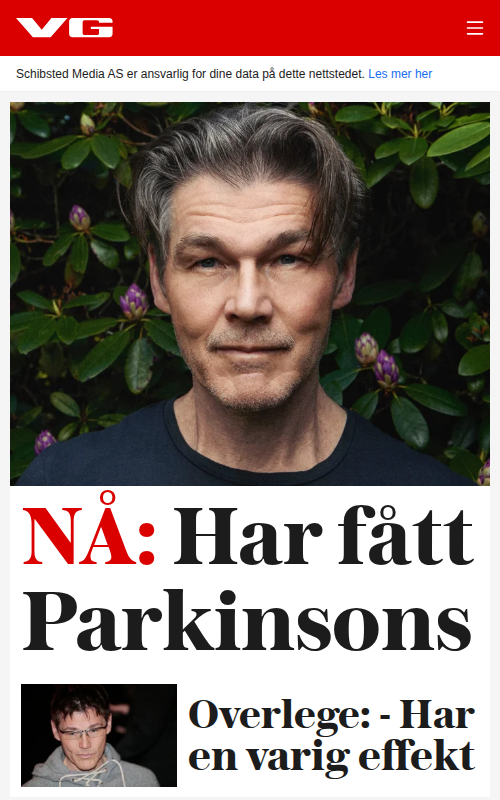 VG
Schibsted Media AS er ansvarlig for dine data på dette nettstedet. Les mer her
NÅ: Har fått
Parkinsons
Overlege: - Har
en varig effekt